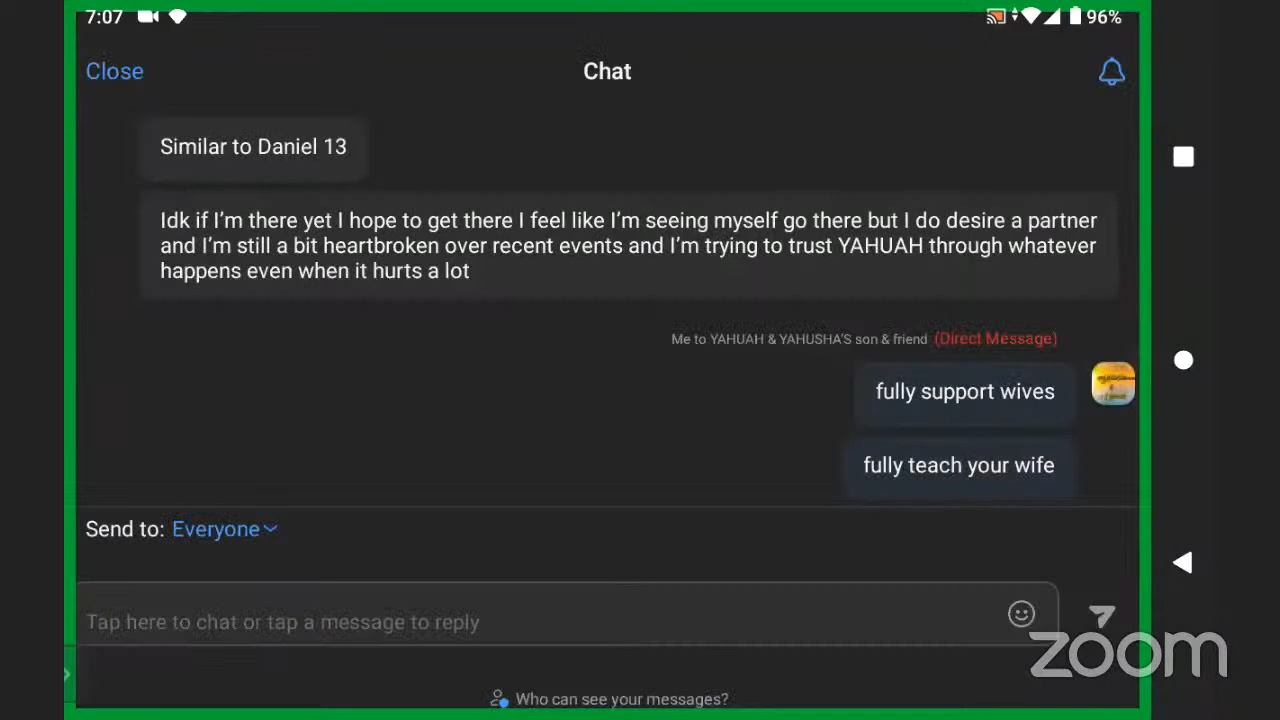 7:07
96%
Close
Chat
Similar to Daniel 13
Idk if I'm there yet I hope to get there I feel like I'm seeing myself go there but I do desire a partner
and I'm still a bit heartbroken over recent events and I'm trying to trust YAHUAH through whatever
happens even when it hurts a lot
Me to YAHUAH & YAHUSHA'S son & friend (Direct Message)
fully support wives
fully teach your wife
Send to: Everyone
Tap here to chat or tap a message to reply
zoom
Who can see your messages?